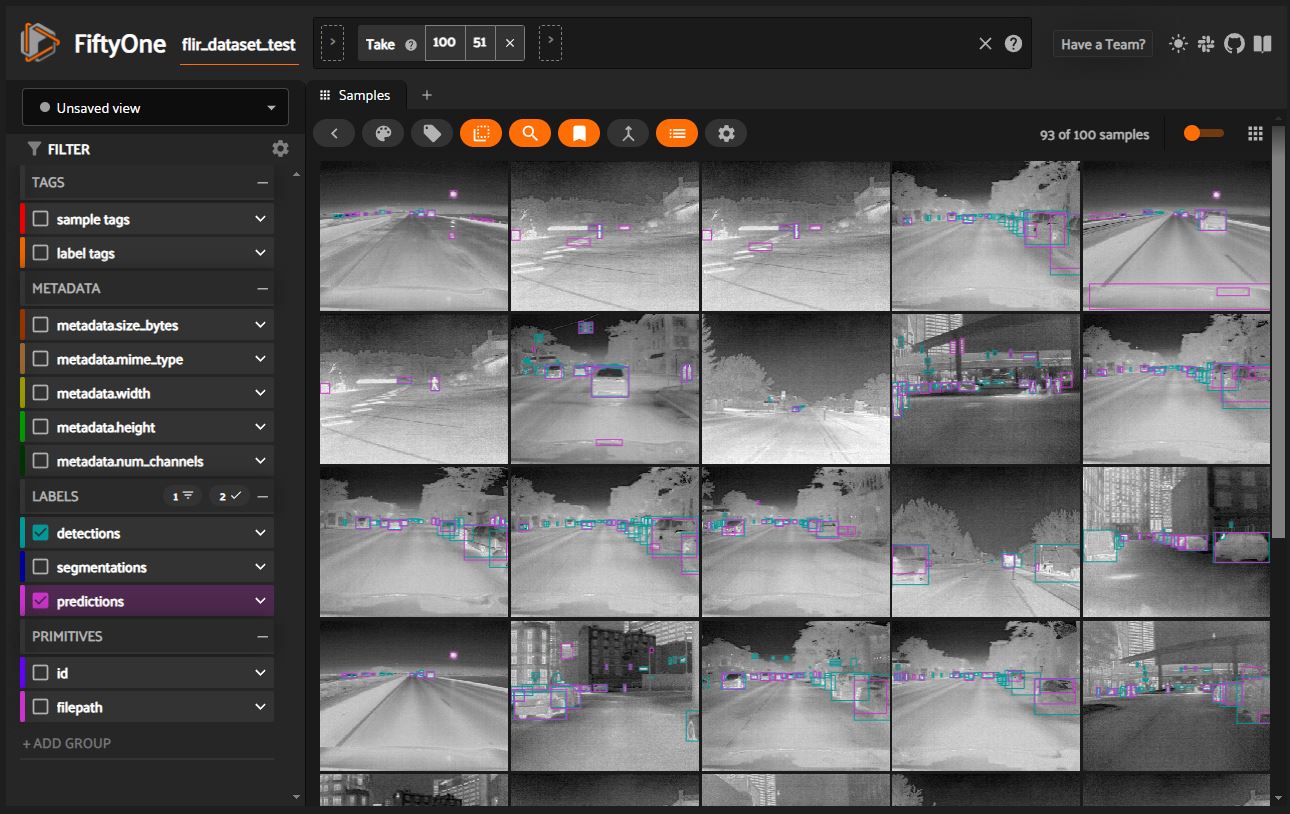 FiftyOne
flir_dataset_test
Take ? 100 51
?
Have a Team?
Unsaved view
Samples +
93 of 100 samples
FILTER
TAGS
sample tags
label tags
METADATA
metadata.size_bytes
metadata.mime_type
metadata.width
metadata.height
metadata.num_channels
LABELS 1 2
detections
segmentations
predictions
PRIMITIVES
id
filepath
+ ADD GROUP